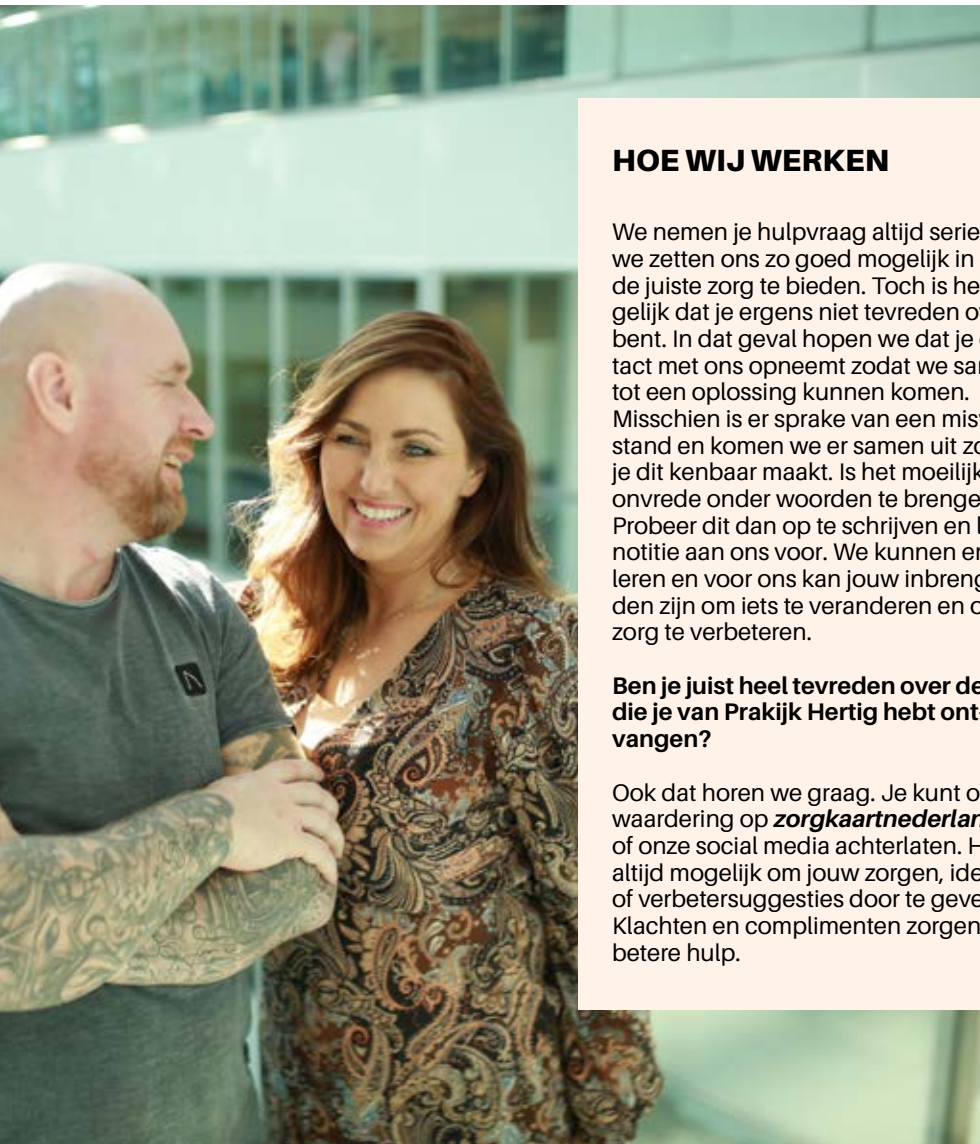 HOE WIJ WERKEN
We nemen je hulpvraag altijd serie
we zetten ons zo goed mogelijk in
de juiste zorg te bieden. Toch is he
gelijk dat je ergens niet tevreden o
bent. In dat geval hopen we dat je
tact met ons opneemt zodat we sa
tot een oplossing kunnen komen.
Misschien is er sprake van een mis
stand en komen we er samen uit zo
je dit kenbaar maakt. Is het moeilijk
onvrede onder woorden te brenge
Probeer dit dan op te schrijven en
notitie aan ons voor. We kunnen er
leren en voor ons kan jouw inbreng
den zijn om iets te veranderen en o
zorg te verbeteren.
Ben je juist heel tevreden over de
die je van Prakijk Hertig hebt ont-
vangen?
Ook dat horen we graag. Je kunt o
waardering op zorgkaartnederlan
of onze social media achterlaten. H
altijd mogelijk om jouw zorgen, ide
of verbetersuggesties door te geve
Klachten en complimenten zorgen
betere hulp.